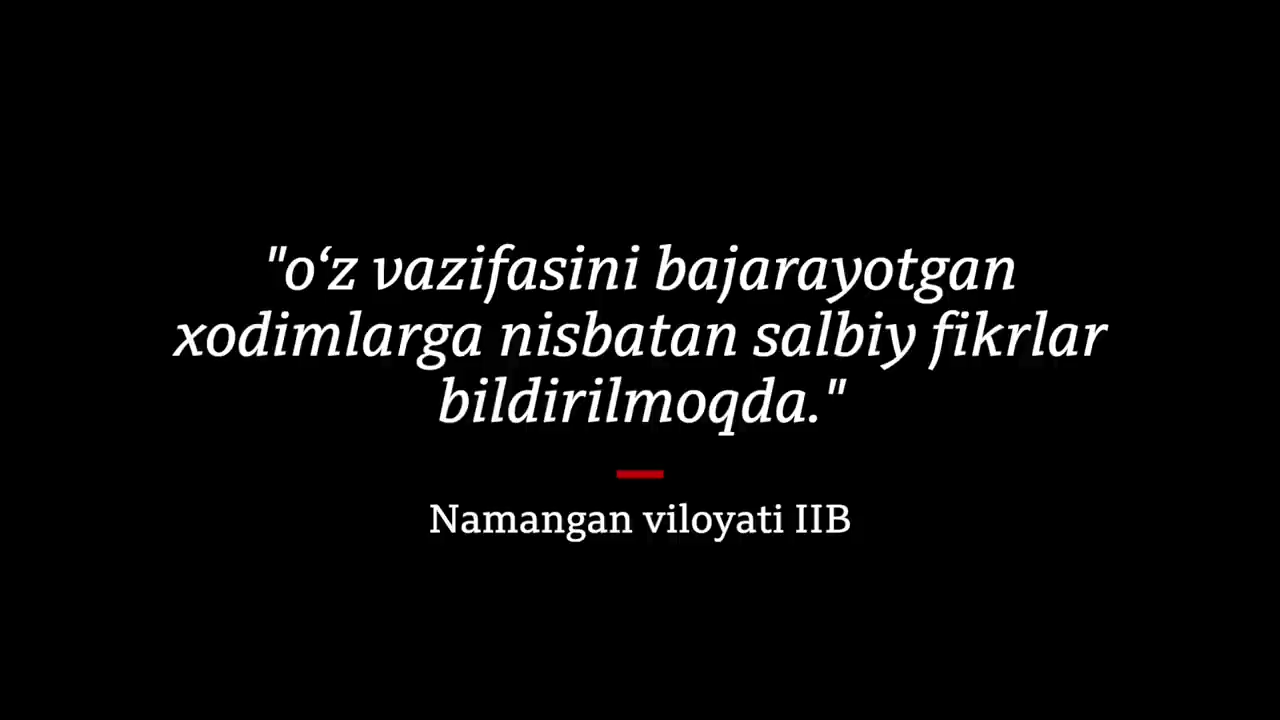 "oʻz vazifasini bajarayotgan
xodimlarga nisbatan salbiy fikrlar
bildirilmoqda."
Namangan viloyati IIB